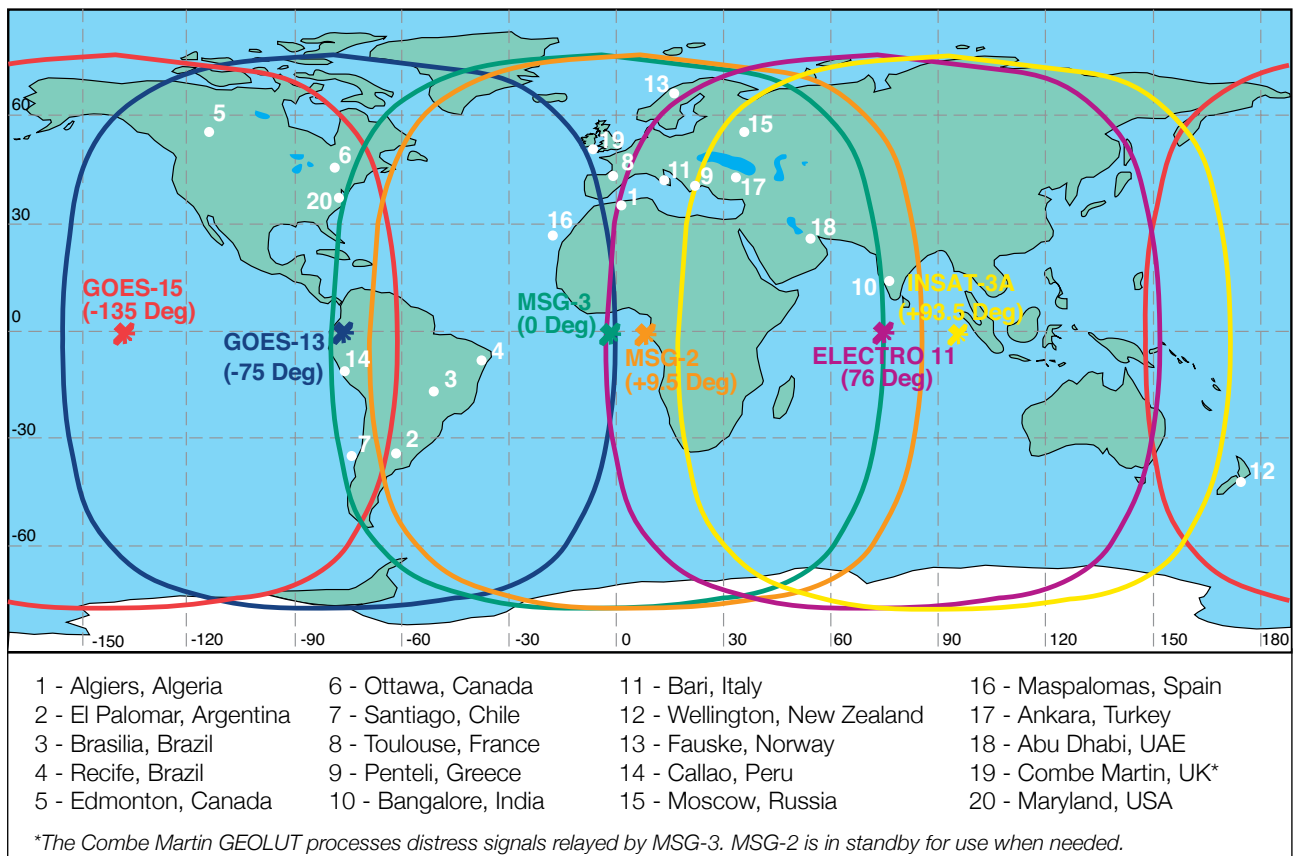 60
30
0
-30
-60
-150
-120
-90
-60
-30
0
30
60
90
120
150
180
5
6
20
13
19
8
1
16
11
9
15
17
18
10
14
4
3
2
7
12
GOES-15
(-135 Deg)
GOES-13
(-75 Deg)
MSG-3
(0 Deg)
MSG-2
(+9.5 Deg)
ELECTRO 11
(76 Deg)
INSAT-3A
(+93.5 Deg)
1 - Algiers, Algeria
2 - El Palomar, Argentina
3 - Brasilia, Brazil
4 - Recife, Brazil
5 - Edmonton, Canada
6 - Ottawa, Canada
7 - Santiago, Chile
8 - Toulouse, France
9 - Penteli, Greece
10 - Bangalore, India
11 - Bari, Italy
12 - Wellington, New Zealand
13 - Fauske, Norway
14 - Callao, Peru
15 - Moscow, Russia
16 - Maspalomas, Spain
17 - Ankara, Turkey
18 - Abu Dhabi, UAE
19 - Combe Martin, UK*
20 - Maryland, USA
*The Combe Martin GEOLUT processes distress signals relayed by MSG-3. MSG-2 is in standby for use when needed.